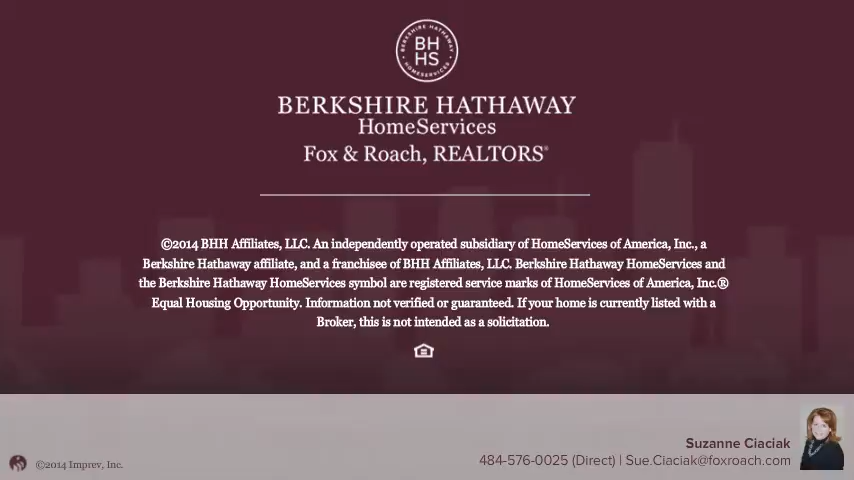 BERKSHIRE HATHAWAY
BH
HS
HOMESERVICES
BERKSHIRE HATHAWAY
HomeServices
Fox & Roach, REALTORS®
©2014 BHH Affiliates, LLC. An independently operated subsidiary of HomeServices of America, Inc., a
Berkshire Hathaway affiliate, and a franchisee of BHH Affiliates, LLC. Berkshire Hathaway HomeServices and
the Berkshire Hathaway HomeServices symbol are registered service marks of HomeServices of America, Inc.®
Equal Housing Opportunity. Information not verified or guaranteed. If your home is currently listed with a
Broker, this is not intended as a solicitation.
Suzanne Ciaciak
484-576-0025 (Direct) | Sue.Ciaciak@foxroach.com
©2014 Imprev, Inc.